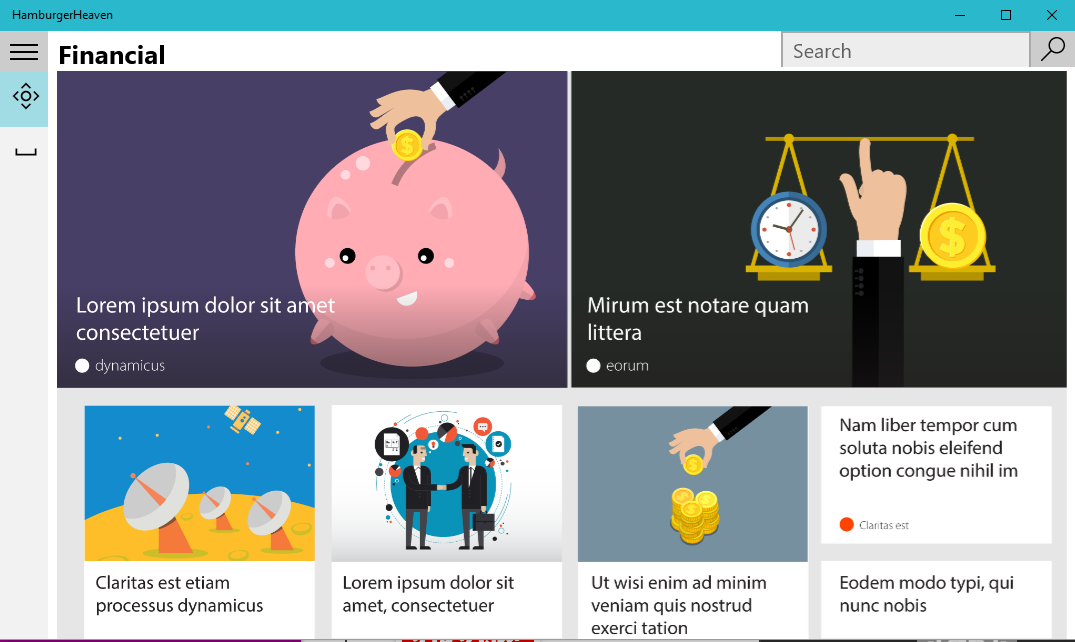 HamburgerHeaven
Financial
Search
Lorem ipsum dolor sit amet
consectetuer
dynamicus
Mirum est notare quam
littera
eorum
Claritas est etiam
processus dynamicus
Lorem ipsum dolor sit
amet, consectetuer
Ut wisi enim ad minim
veniam quis nostrud
exerci tation
Nam liber tempor cum
soluta nobis eleifend
option congue nihil im
Claritas est
Eodem modo typi, qui
nunc nobis